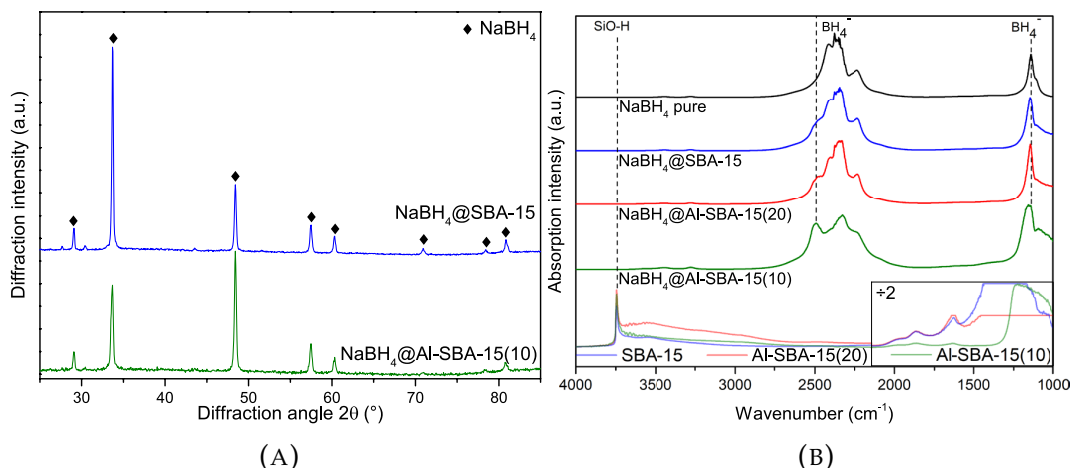 ◆ NaBH₄
NaBH₄@SBA-15
NaBH₄@Al-SBA-15(10)
Diffraction intensity (a.u.)
30 40 50 60 70 80
Diffraction angle 2θ (°)
(A)
SiO-H
BH₄⁻
BH₄⁻
NaBH₄ pure
NaBH₄@SBA-15
NaBH₄@Al-SBA-15(20)
NaBH₄@Al-SBA-15(10)
÷2
SBA-15 Al-SBA-15(20) Al-SBA-15(10)
Absorption intensity (a.u.)
4000 3500 3000 2500 2000 1500 1000
Wavenumber (cm⁻¹)
(B)